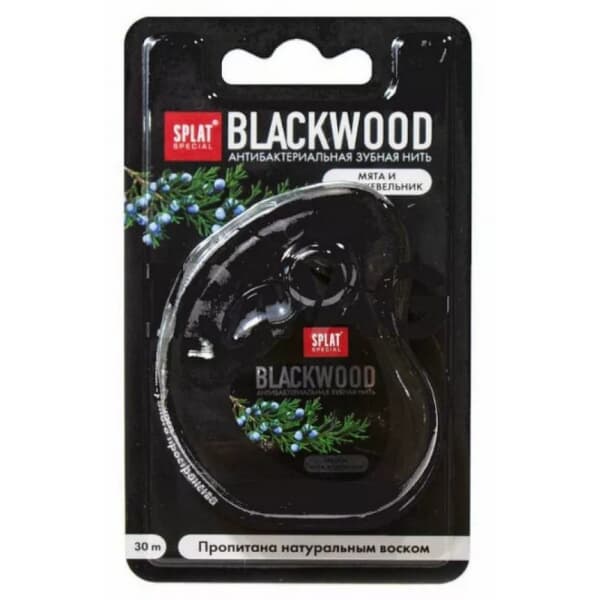 SPLAT®
SPECIAL
BLACKWOOD
АНТИБАКТЕРИАЛЬНАЯ ЗУБНАЯ НИТЬ
МЯТА И
SPLAT
SPECIAL
BLACKWOOD
АНТИБАКТЕРИАЛЬНАЯ ЗУБНАЯ НИТЬ
30 m
Пропитана натуральным воском